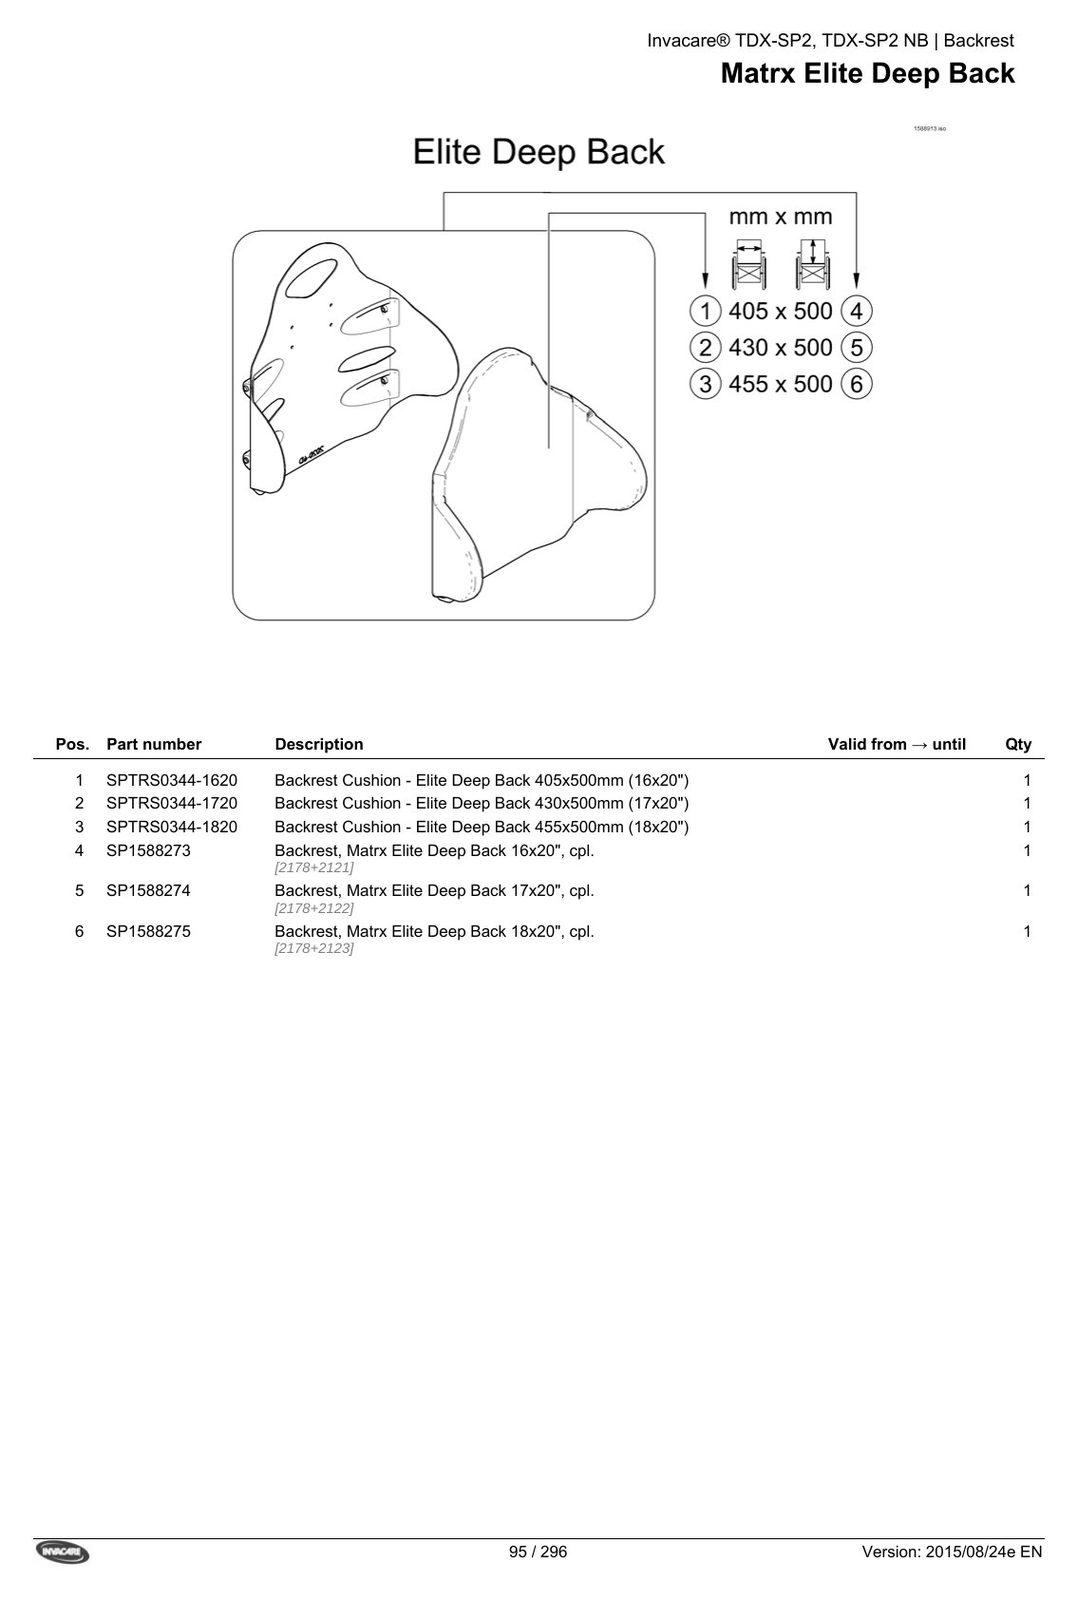 Invacare® TDX-SP2, TDX-SP2 NB | Backrest
Matrx Elite Deep Back
1588913.iso
Elite Deep Back
mm x mm
1 405 x 500 4
2 430 x 500 5
3 455 x 500 6
Pos. Part number Description Valid from → until Qty
1 SPTRS0344-1620 Backrest Cushion - Elite Deep Back 405x500mm (16x20") 1
2 SPTRS0344-1720 Backrest Cushion - Elite Deep Back 430x500mm (17x20") 1
3 SPTRS0344-1820 Backrest Cushion - Elite Deep Back 455x500mm (18x20") 1
4 SP1588273 Backrest, Matrx Elite Deep Back 16x20", cpl. 1
[2178+2121]
5 SP1588274 Backrest, Matrx Elite Deep Back 17x20", cpl. 1
[2178+2122]
6 SP1588275 Backrest, Matrx Elite Deep Back 18x20", cpl. 1
[2178+2123]
INVACARE 95 / 296 Version: 2015/08/24e EN